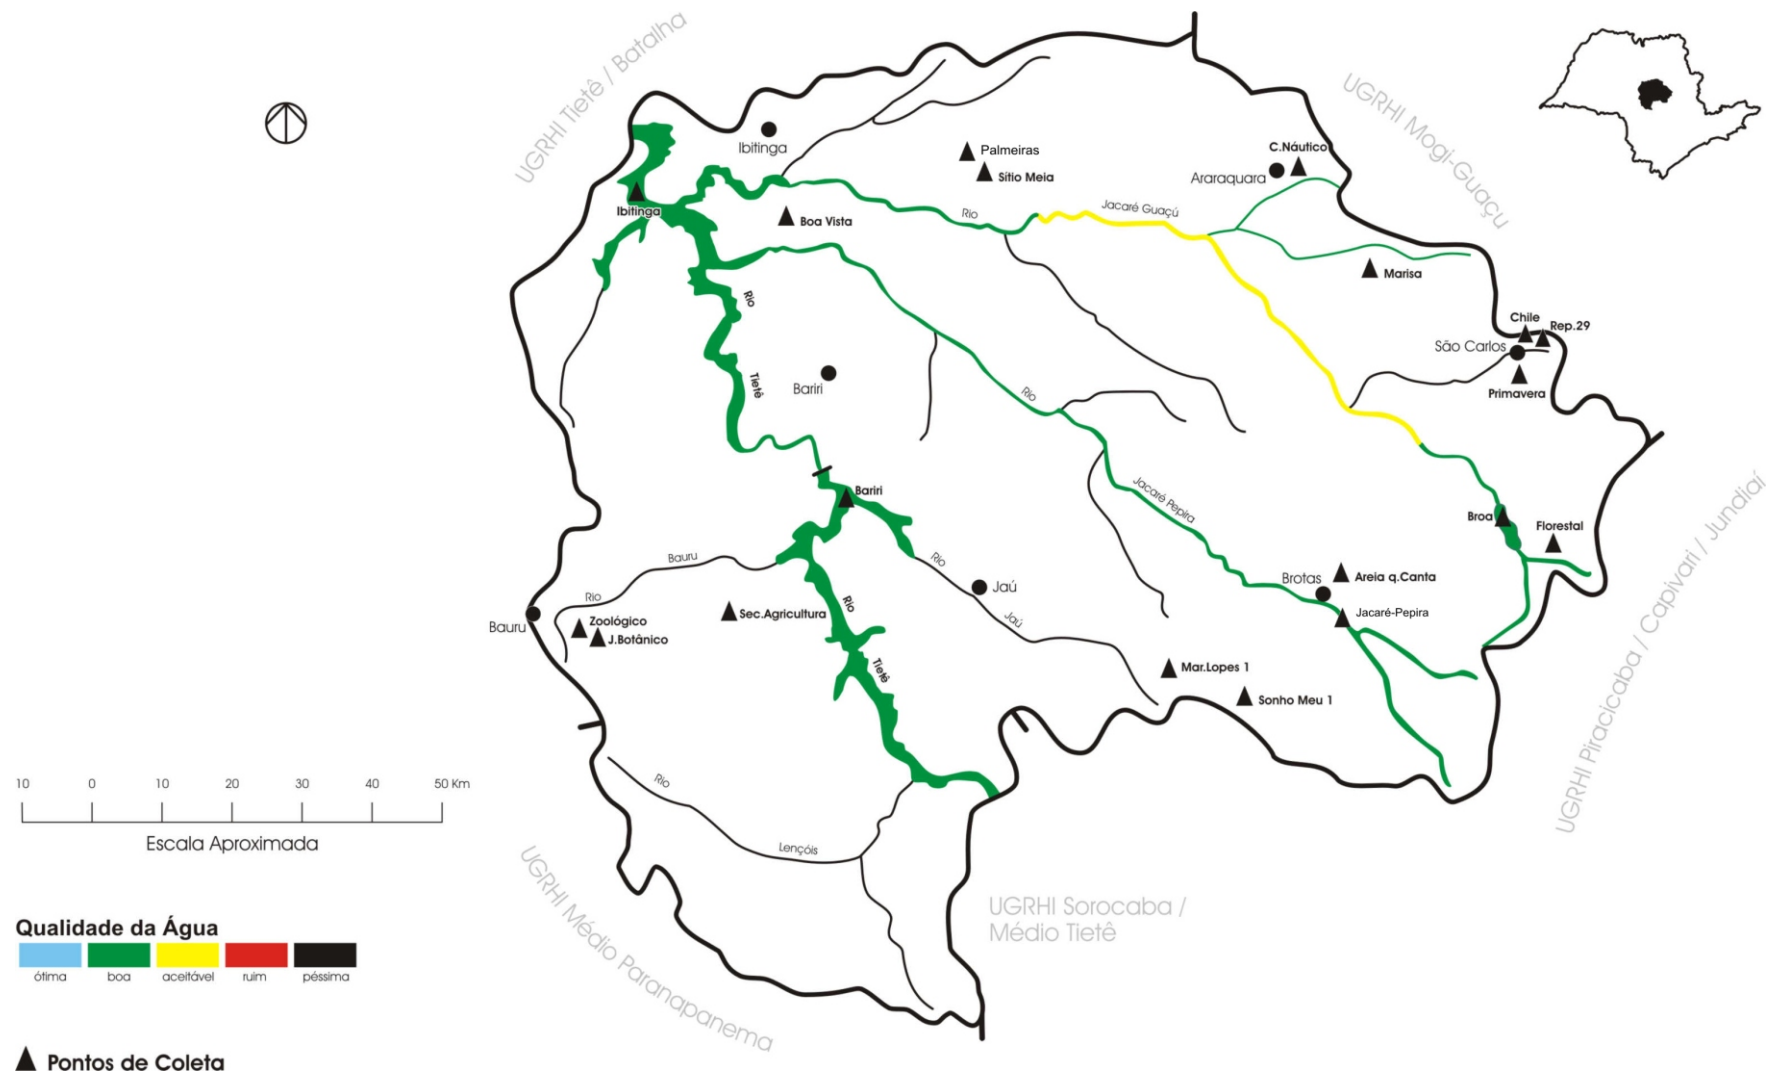 UGRHI Tietê / Batalha
UGRHI Mogi-Guaçu
Ibitinga
Palmeiras
Sítio Meia
C.Náutico
Araraquara
Ibitinga
Boa Vista
Rio
Jacaré Guaçú
Marisa
Rio
Chile
Rep.29
São Carlos
Primavera
Tietê
Bariri
Rio
Bariri
Jacaré Pepira
Broa
Florestal
Bauru
Rio
Rio
Jaú
Jaú
Brotas
Areia q.Canta
Jacaré-Pepira
Rio
Bauru
Zoológico
J.Botânico
Sec.Agricultura
Tietê
Mar.Lopes 1
Sonho Meu 1
UGRHI Piracicaba / Capivari / Jundiaí
Rio
Lençóis
10 0 10 20 30 40 50 Km
Escala Aproximada
UGRHI Médio Paranapanema
UGRHI Sorocaba /
Médio Tietê
Qualidade da Água
ótima boa aceitável ruim péssima
Pontos de Coleta